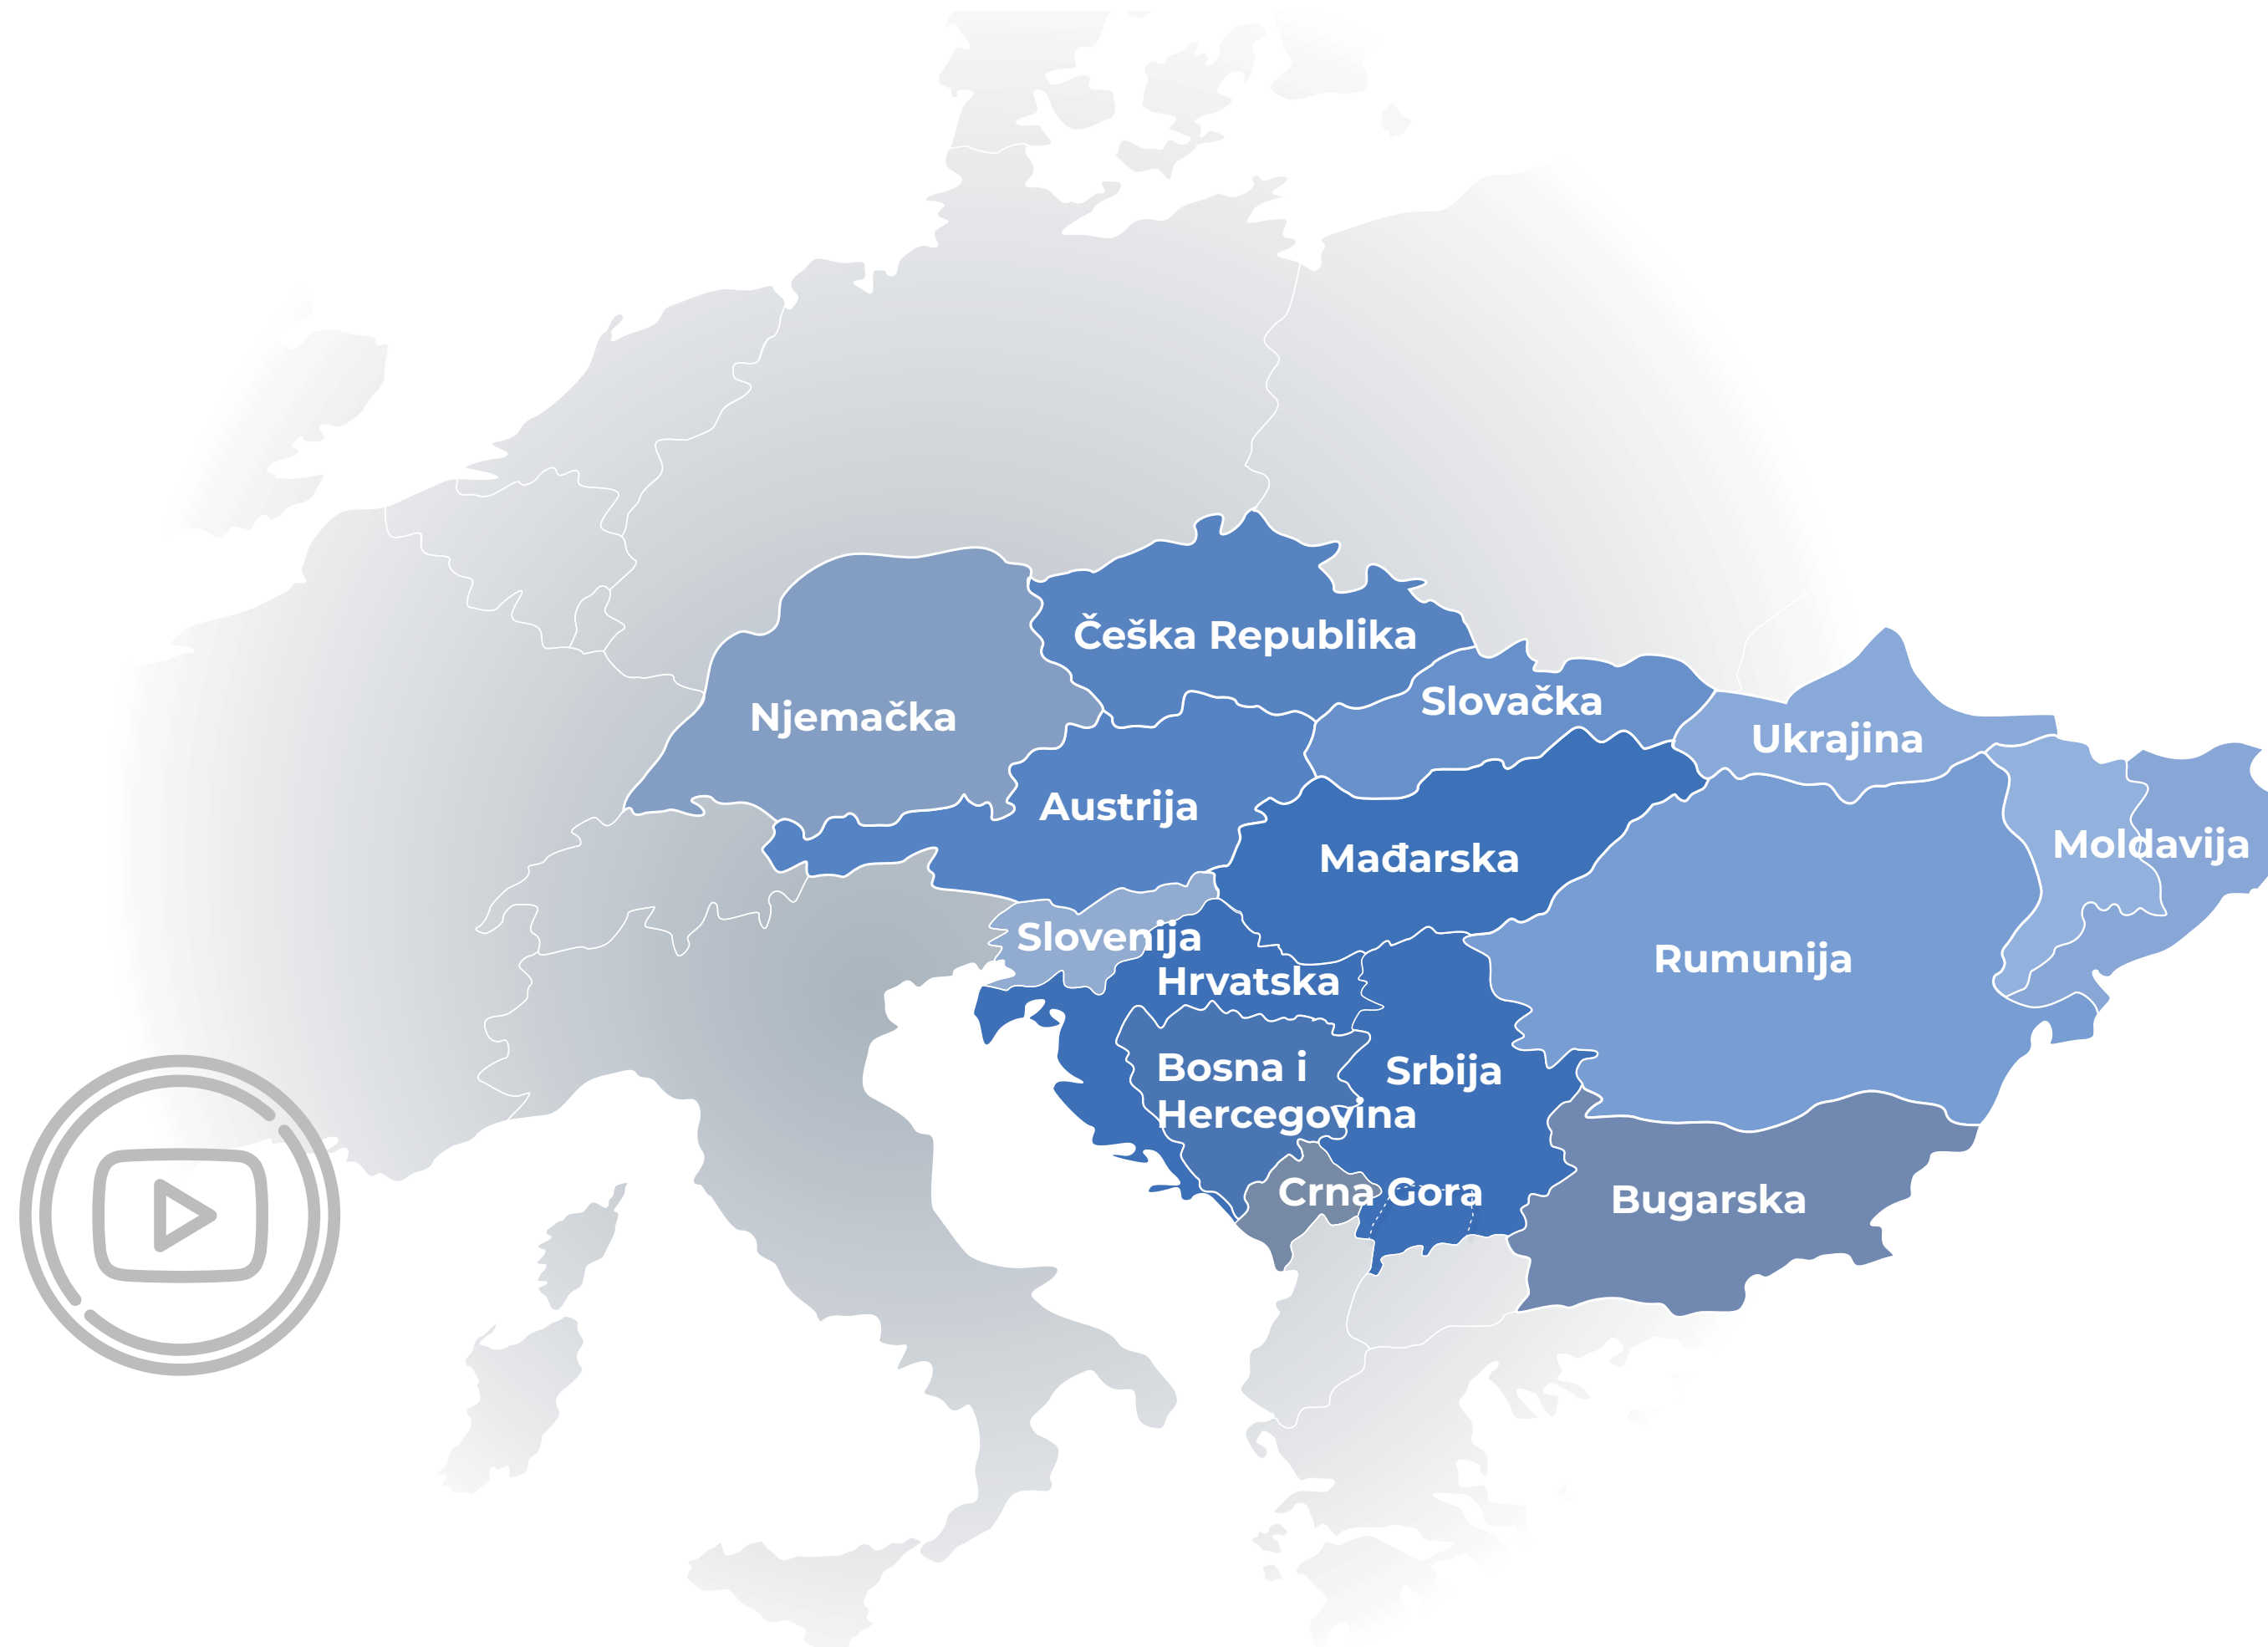 Češka Republika
Slovačka
Njemačka
Ukrajina
Austrija
Moldavija
Mađarska
Slovenija
Rumunija
Hrvatska
Bosna i
Hercegovina
Srbija
Crna Gora
Bugarska